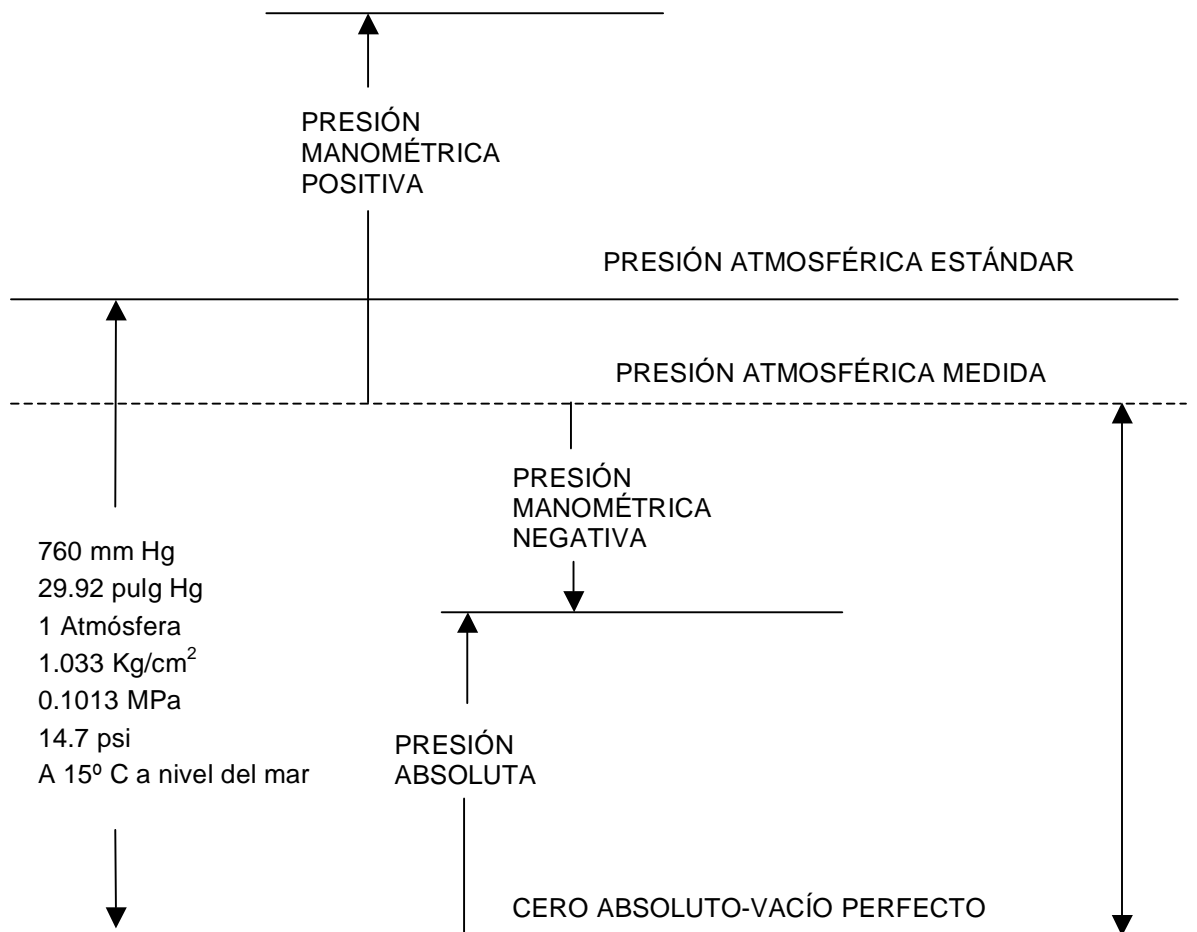 PRESIÓN
MANOMÉTRICA
POSITIVA
PRESIÓN ATMOSFÉRICA ESTÁNDAR
PRESIÓN ATMOSFÉRICA MEDIDA
PRESIÓN
MANOMÉTRICA
NEGATIVA
760 mm Hg
29.92 pulg Hg
1 Atmósfera
1.033 Kg/cm²
0.1013 MPa
14.7 psi
A 15º C a nivel del mar
PRESIÓN
ABSOLUTA
CERO ABSOLUTO-VACÍO PERFECTO